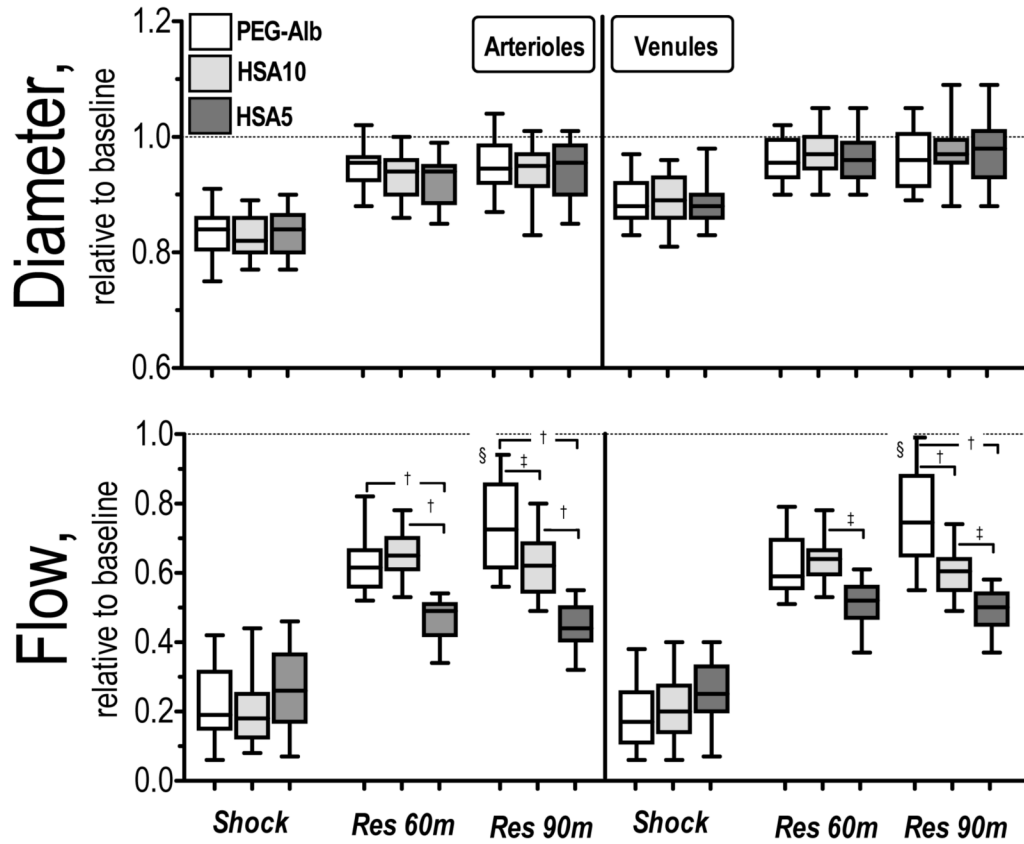 1.2
PEG-Alb
HSA10
HSA5
Arterioles
Venules
Diameter,
relative to baseline
1.0
0.8
0.6
1.0
§
†
‡
†
†
†
§
†
†
‡
‡
Flow,
relative to baseline
0.8
0.6
0.4
0.2
0.0
Shock
Res 60m
Res 90m
Shock
Res 60m
Res 90m